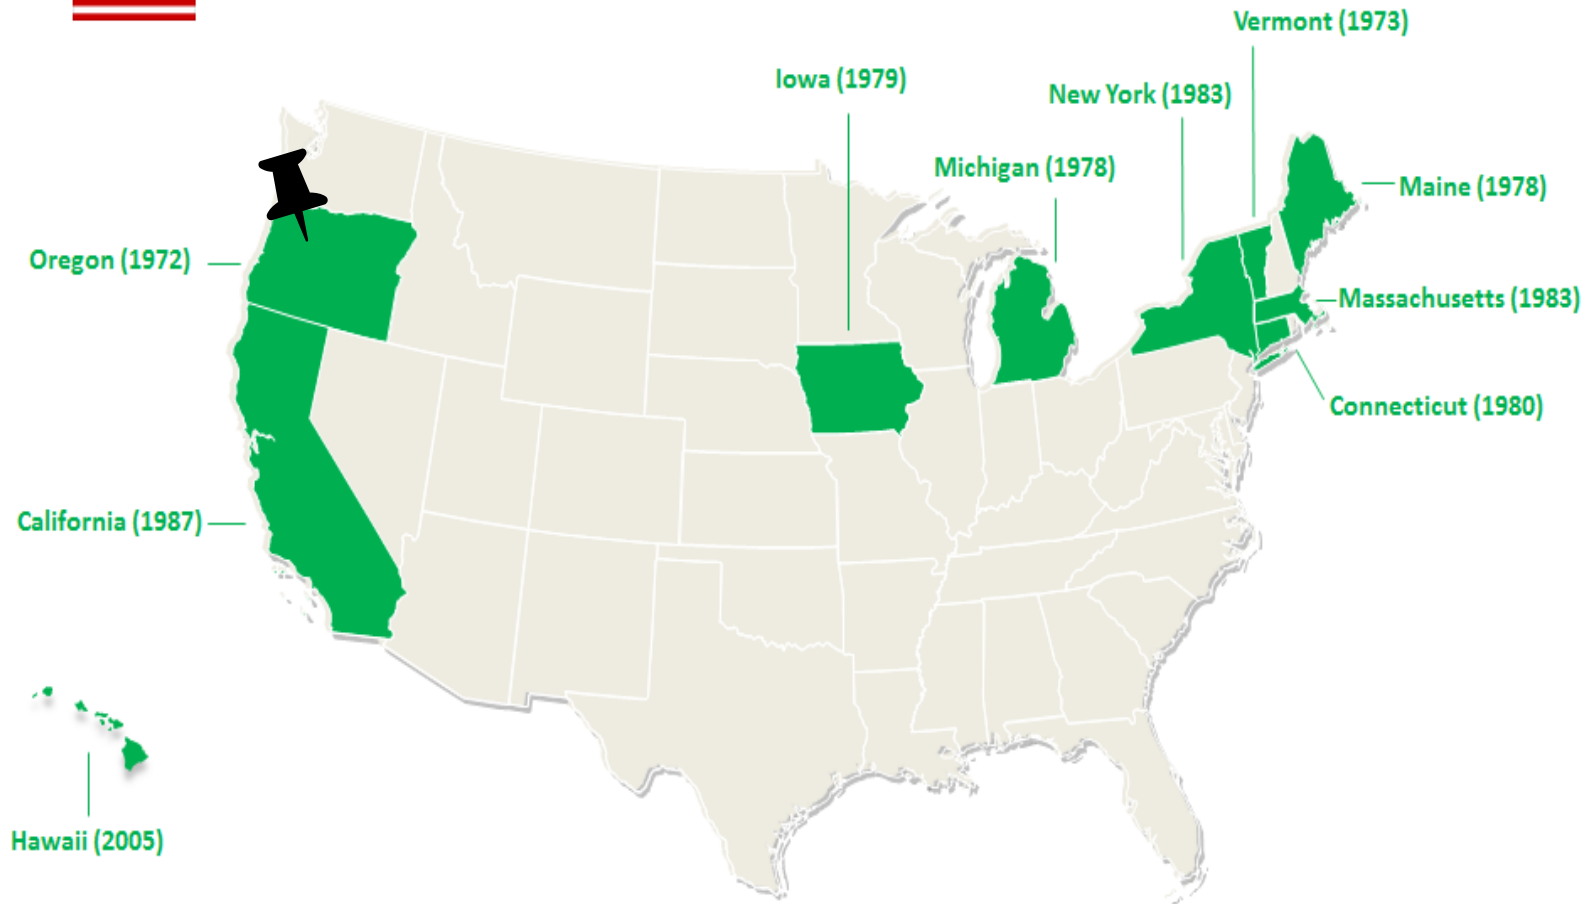 Vermont (1973)
Iowa (1979)
New York (1983)
Michigan (1978)
Maine (1978)
Oregon (1972)
Massachusetts (1983)
Connecticut (1980)
California (1987)
Hawaii (2005)